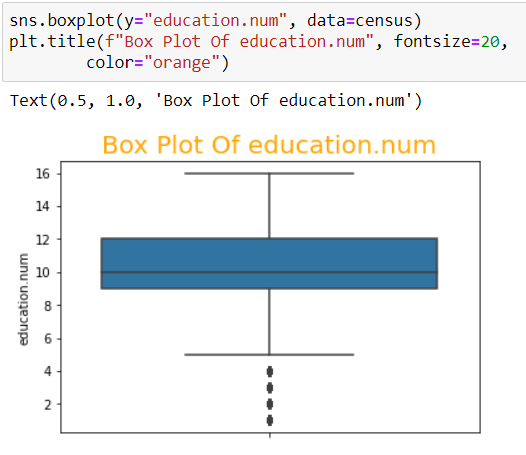 sns.boxplot(y="education.num", data=census)
plt.title(f"Box Plot Of education.num", fontsize=20,
          color="orange")
Text(0.5, 1.0, 'Box Plot Of education.num')
Box Plot Of education.num
16
14
12
10
8
6
4
2
education.num